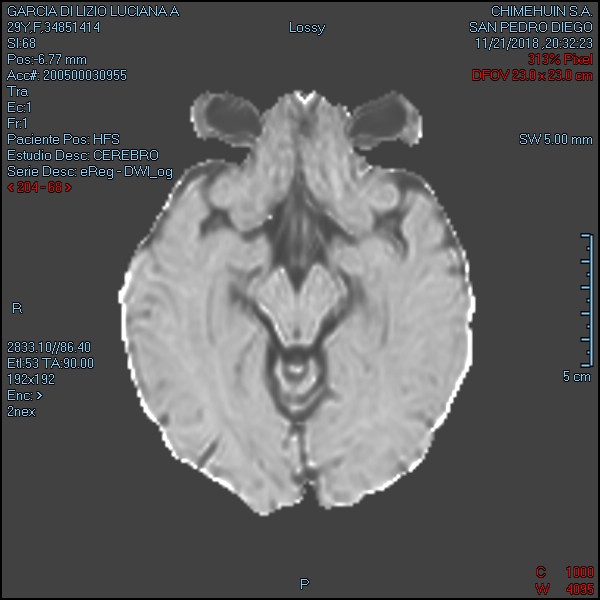 GARCIA DI LIZIO LUCIANA A
29Y,F,34851414
SI:68
Pos:-6.77 mm
Acc#: 200500030955
Tra
Ec:1
Fr:1
Paciente Pos: HFS
Estudio Desc: CEREBRO
Serie Desc: eReg - DWI_og
< 204 - 68 >
Lossy
CHIMEHUIN S.A.
SAN PEDRO DIEGO
11/21/2018 ,20:32:23
313% Pixel
DFOV 23.0 x 23.0 cm
SW 5.00 mm
R
2833.10//86.40
Etl:53 TA:90.00
192x192
Enc: >
2nex
5 cm
P
C 1000
W 4095